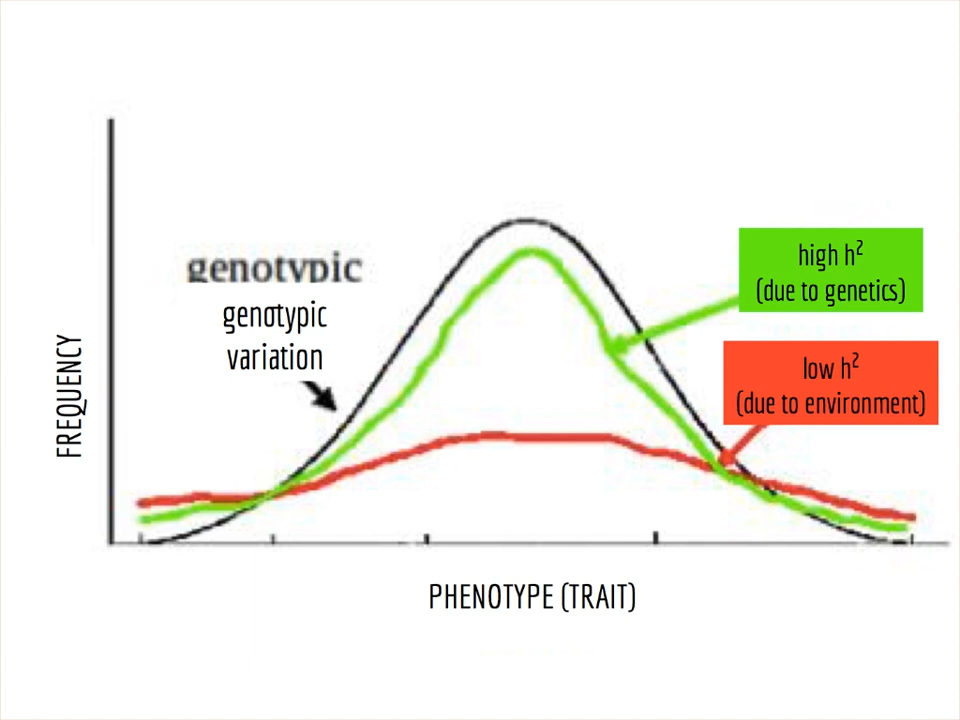 genotypic
genotypic
variation
high h²
(due to genetics)
low h²
(due to environment)
FREQUENCY
PHENOTYPE (TRAIT)